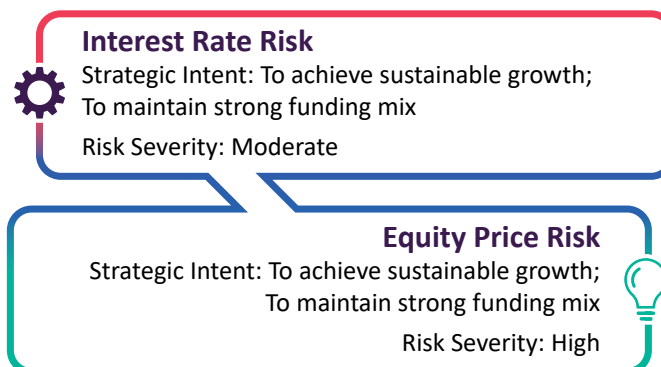 Interest Rate Risk
Strategic Intent: To achieve sustainable growth;
To maintain strong funding mix
Risk Severity: Moderate
Equity Price Risk
Strategic Intent: To achieve sustainable growth;
To maintain strong funding mix
Risk Severity: High